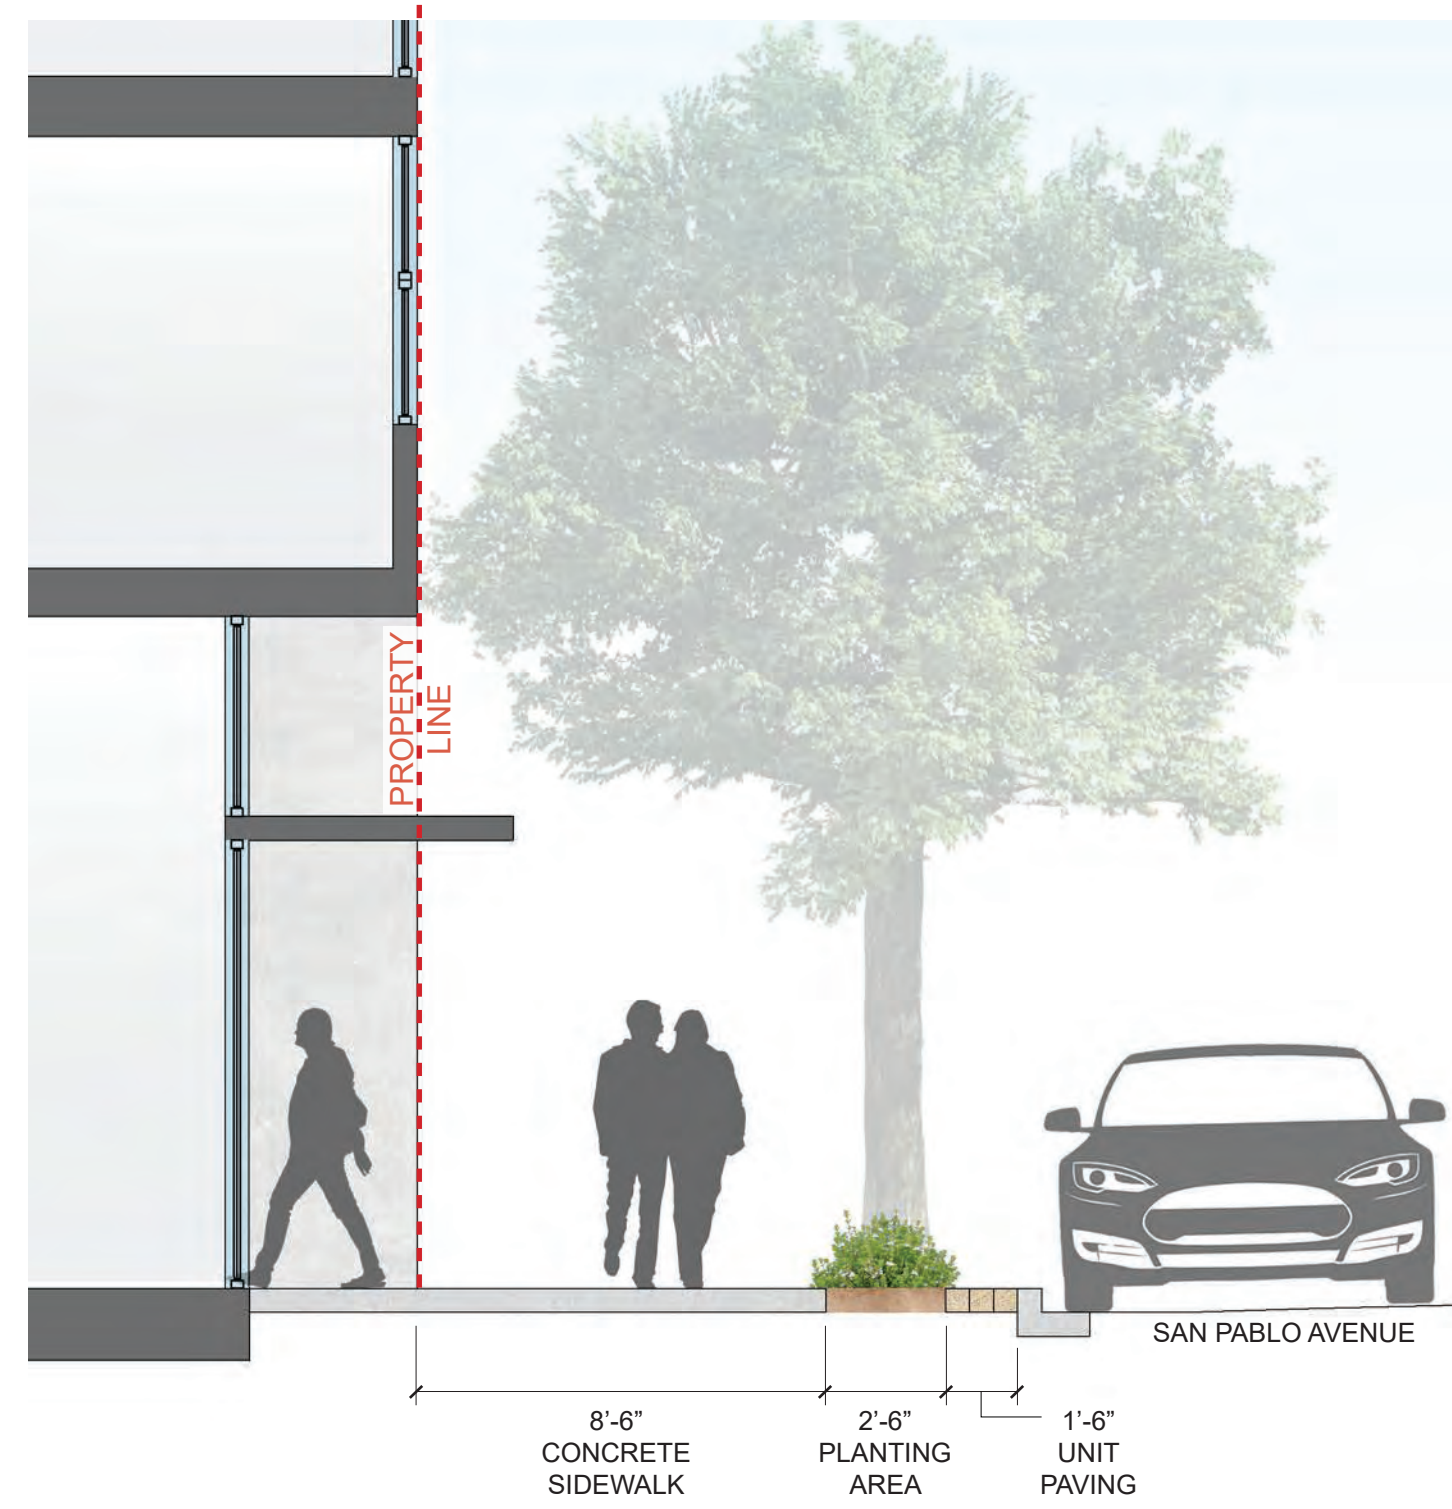 PROPERTY
LINE
SAN PABLO AVENUE
8’-6”
CONCRETE
SIDEWALK
2’-6”
PLANTING
AREA
1’-6”
UNIT
PAVING